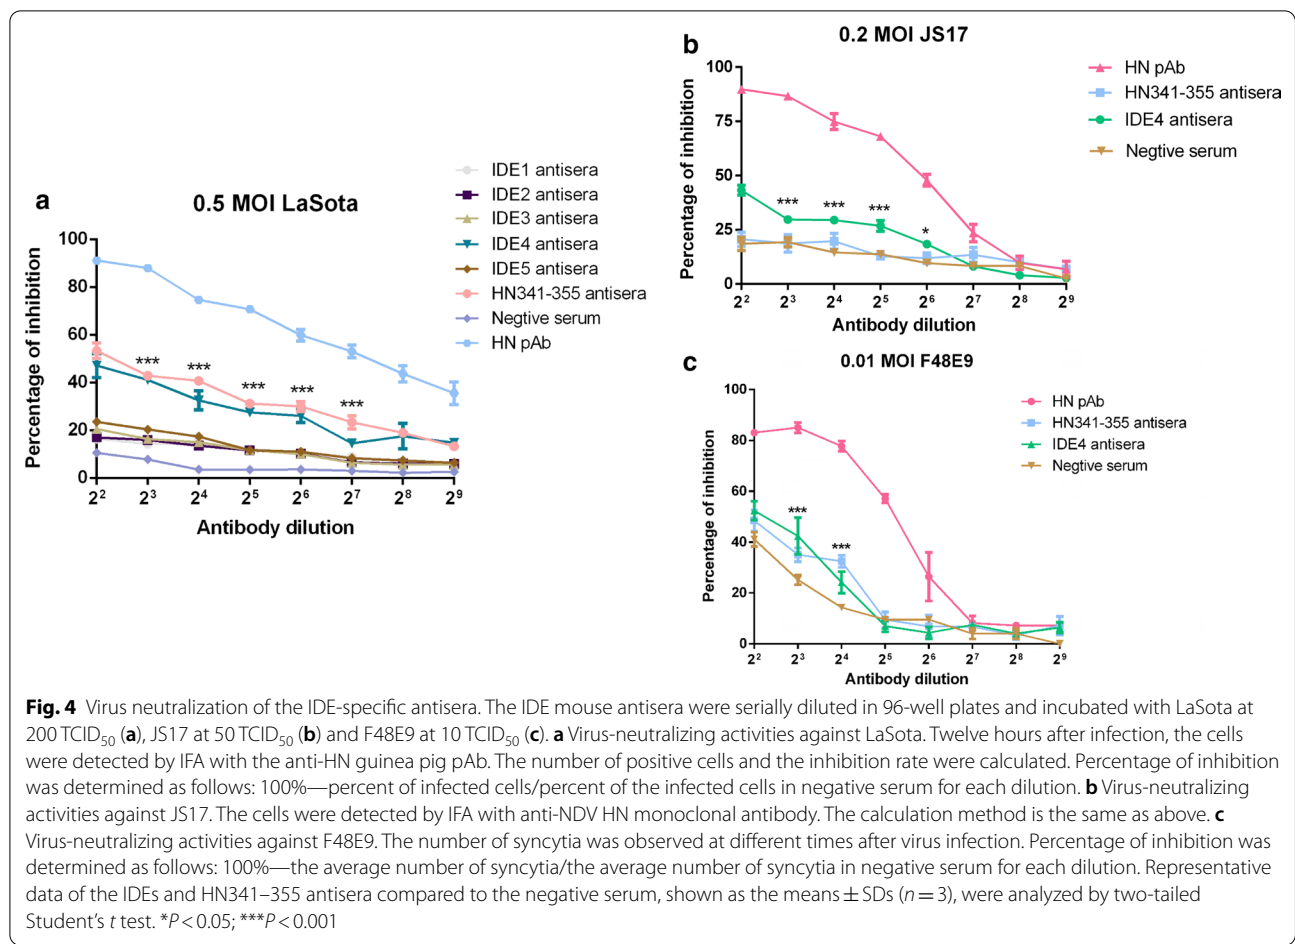 a
0.5 MOI LaSota
IDE1 antisera
IDE2 antisera
IDE3 antisera
IDE4 antisera
IDE5 antisera
HN341-355 antisera
Negtive serum
HN pAb
Percentage of inhibition
100
80
60
40
20
0
*** *** *** *** ***
2² 2³ 2⁴ 2⁵ 2⁶ 2⁷ 2⁸ 2⁹
Antibody dilution
b
0.2 MOI JS17
HN pAb
HN341-355 antisera
IDE4 antisera
Negtive serum
Percentage of inhibition
100
75
50
25
0
*** *** *** *
2² 2³ 2⁴ 2⁵ 2⁶ 2⁷ 2⁸ 2⁹
Antibody dilution
c
0.01 MOI F48E9
HN pAb
HN341-355 antisera
IDE4 antisera
Negtive serum
Percentage of inhibition
100
80
60
40
20
0
*** ***
2² 2³ 2⁴ 2⁵ 2⁶ 2⁷ 2⁸ 2⁹
Antibody dilution
Fig. 4 Virus neutralization of the IDE-specific antisera. The IDE mouse antisera were serially diluted in 96-well plates and incubated with LaSota at
200 TCID₅₀ (a), JS17 at 50 TCID₅₀ (b) and F48E9 at 10 TCID₅₀ (c). a Virus-neutralizing activities against LaSota. Twelve hours after infection, the cells
were detected by IFA with the anti-HN guinea pig pAb. The number of positive cells and the inhibition rate were calculated. Percentage of inhibition
was determined as follows: 100%—percent of infected cells/percent of the infected cells in negative serum for each dilution. b Virus-neutralizing
activities against JS17. The cells were detected by IFA with anti-NDV HN monoclonal antibody. The calculation method is the same as above. c
Virus-neutralizing activities against F48E9. The number of syncytia was observed at different times after virus infection. Percentage of inhibition was
determined as follows: 100%—the average number of syncytia/the average number of syncytia in negative serum for each dilution. Representative
data of the IDEs and HN341–355 antisera compared to the negative serum, shown as the means ± SDs (n = 3), were analyzed by two-tailed
Student's t test. *P < 0.05; ***P < 0.001